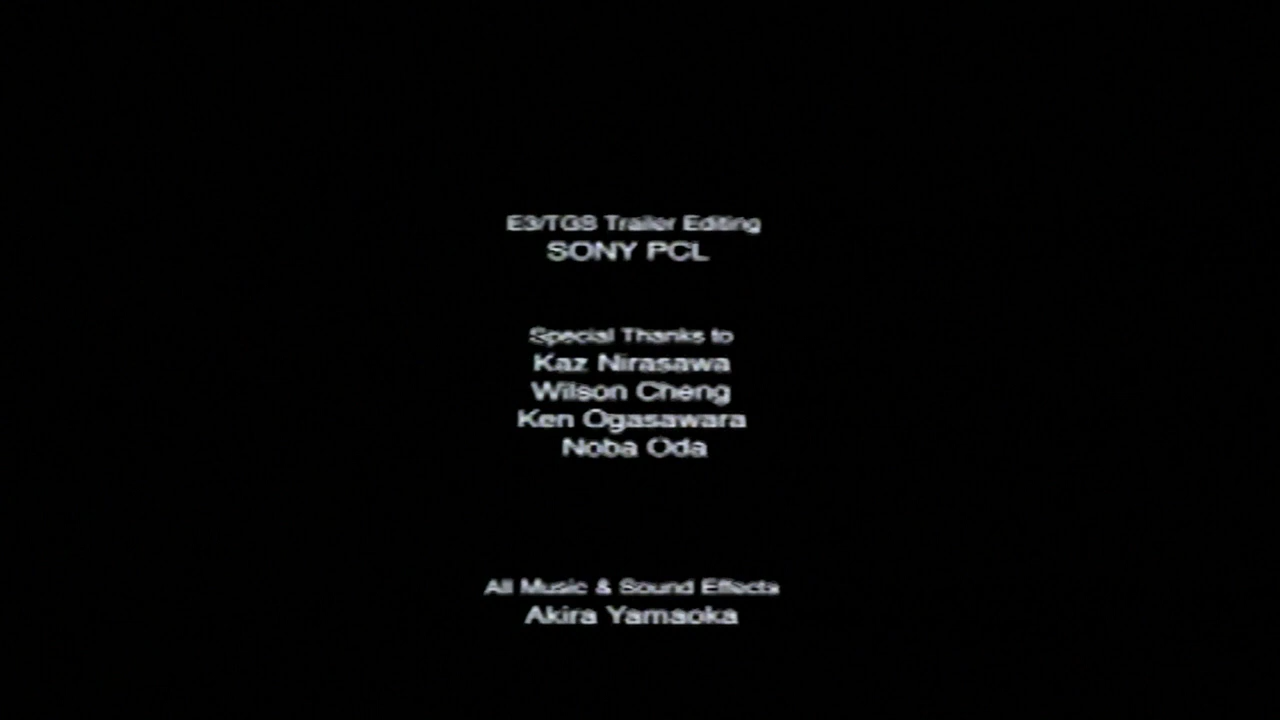 E3/TGS Trailer Editing
SONY PCL
Special Thanks to
Kaz Nirasawa
Wilson Cheng
Ken Ogasawara
Noba Oda
All Music & Sound Effects
Akira Yamaoka